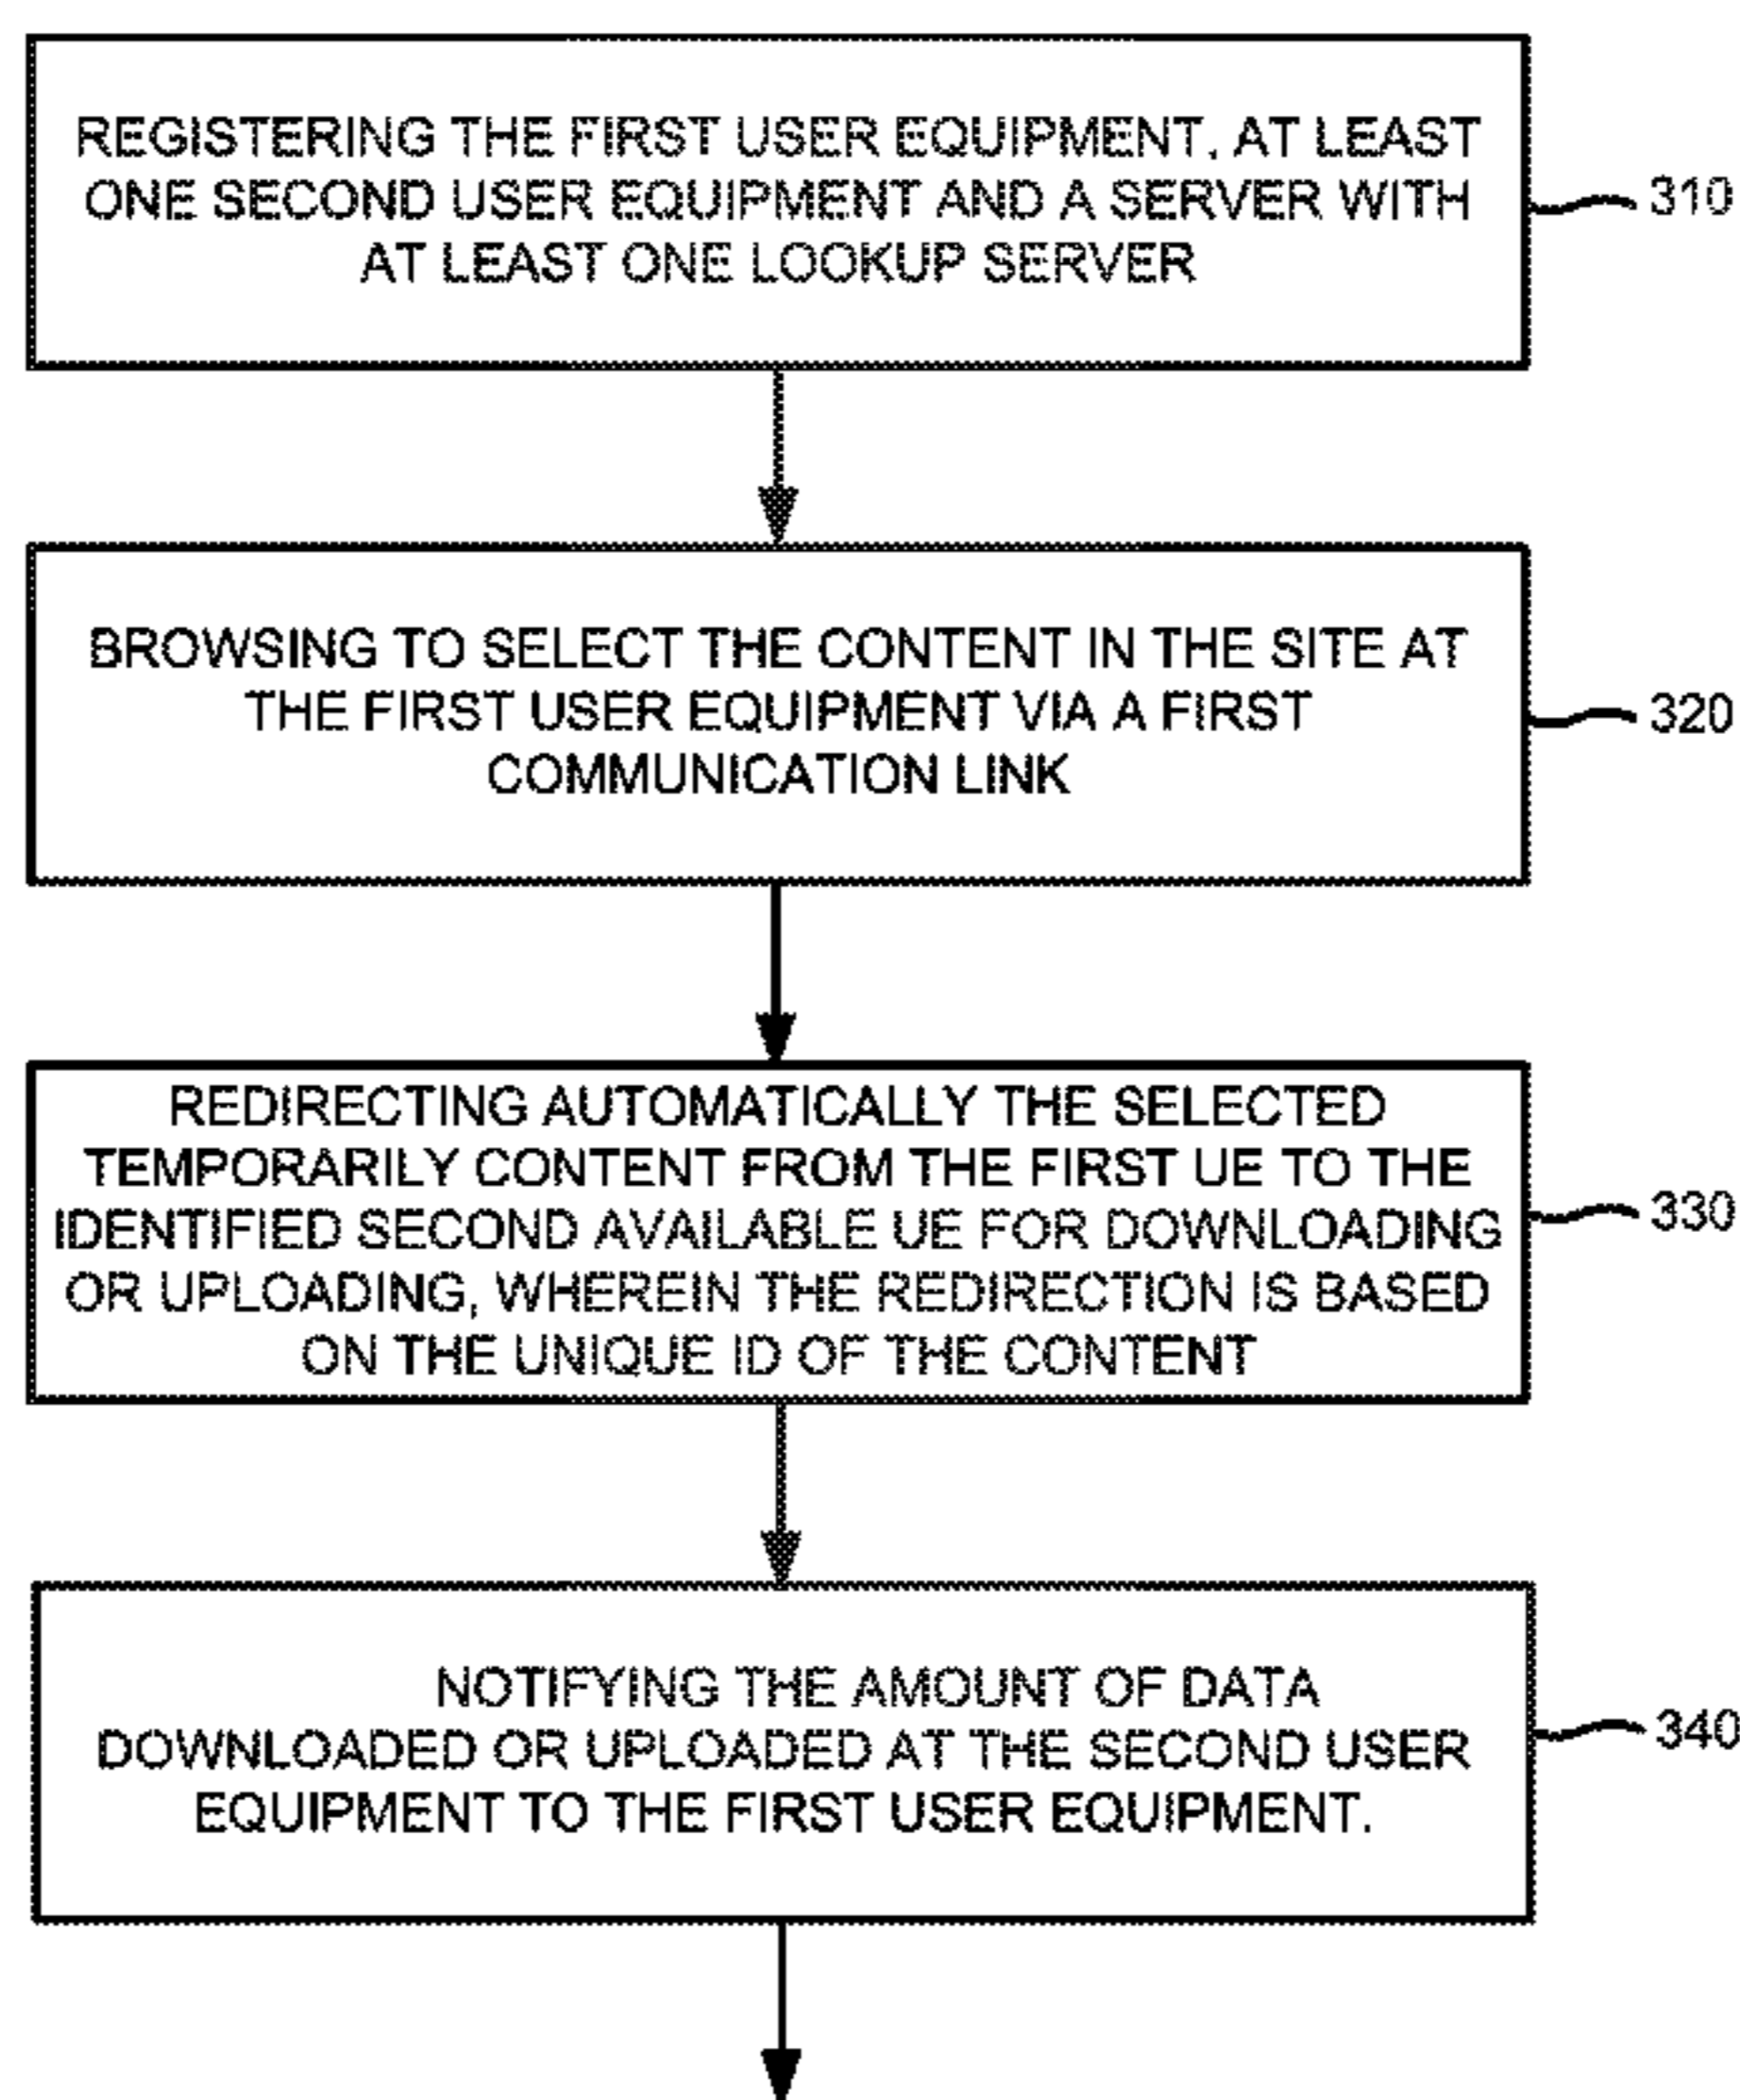 REGISTERING THE FIRST USER EQUIPMENT, AT LEAST
ONE SECOND USER EQUIPMENT AND A SERVER WITH
AT LEAST ONE LOOKUP SERVER
310
BROWSING TO SELECT THE CONTENT IN THE SITE AT
THE FIRST USER EQUIPMENT VIA A FIRST
COMMUNICATION LINK
320
REDIRECTING AUTOMATICALLY THE SELECTED
TEMPORARILY CONTENT FROM THE FIRST UE TO THE
IDENTIFIED SECOND AVAILABLE UE FOR DOWNLOADING
OR UPLOADING, WHEREIN THE REDIRECTION IS BASED
ON THE UNIQUE ID OF THE CONTENT
330
NOTIFYING THE AMOUNT OF DATA
DOWNLOADED OR UPLOADED AT THE SECOND USER
EQUIPMENT TO THE FIRST USER EQUIPMENT.
340